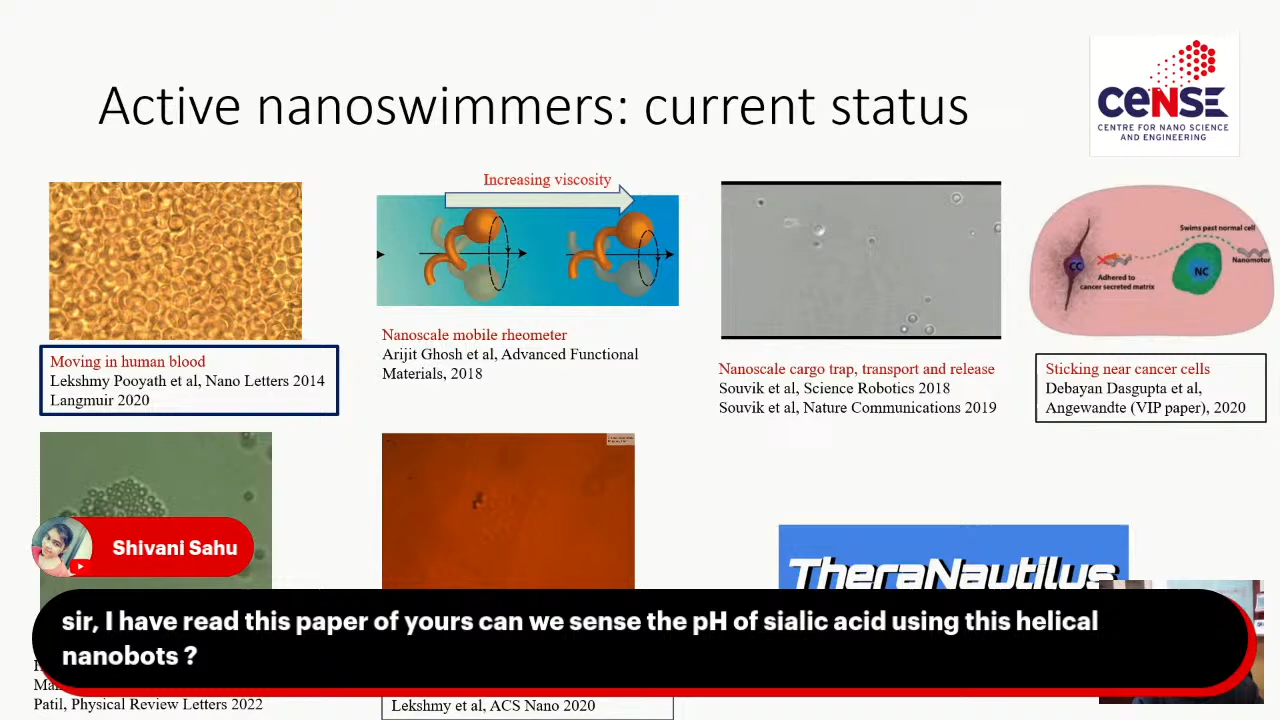 Active nanoswimmers: current status
CeNSE
CENTRE FOR NANO SCIENCE
AND ENGINEERING
Increasing viscosity
Moving in human blood
Lekshmy Pooyath et al, Nano Letters 2014
Langmuir 2020
Nanoscale mobile rheometer
Arijit Ghosh et al, Advanced Functional
Materials, 2018
Nanoscale cargo trap, transport and release
Souvik et al, Science Robotics 2018
Souvik et al, Nature Communications 2019
Swims past normal cell
Nanomotor
CC
NC
Adhered to
cancer secreted matrix
Sticking near cancer cells
Debayan Dasgupta et al,
Angewandte (VIP paper), 2020
TheraNautilus
Shivani Sahu
sir, I have read this paper of yours can we sense the pH of sialic acid using this helical
nanobots ?
Patil, Physical Review Letters 2022
Lekshmy et al, ACS Nano 2020